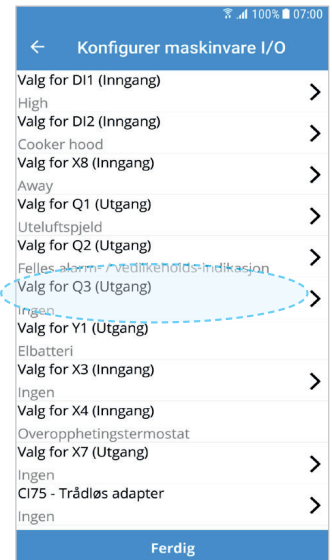 100% 07:00
Konfigurer maskinvare I/O
Valg for DI1 (Inngang)
High
Valg for DI2 (Inngang)
Cooker hood
Valg for X8 (Inngang)
Away
Valg for Q1 (Utgang)
Uteluftspjeld
Valg for Q2 (Utgang)
Felles alarm- / vedlikeholds-indikasjon
Valg for Q3 (Utgang)
Ingen
Valg for Y1 (Utgang)
Elbatteri
Valg for X3 (Inngang)
Ingen
Valg for X4 (Inngang)
Overopphetingstermostat
Valg for X7 (Utgang)
Ingen
CI75 - Trådløs adapter
Ingen
Ferdig